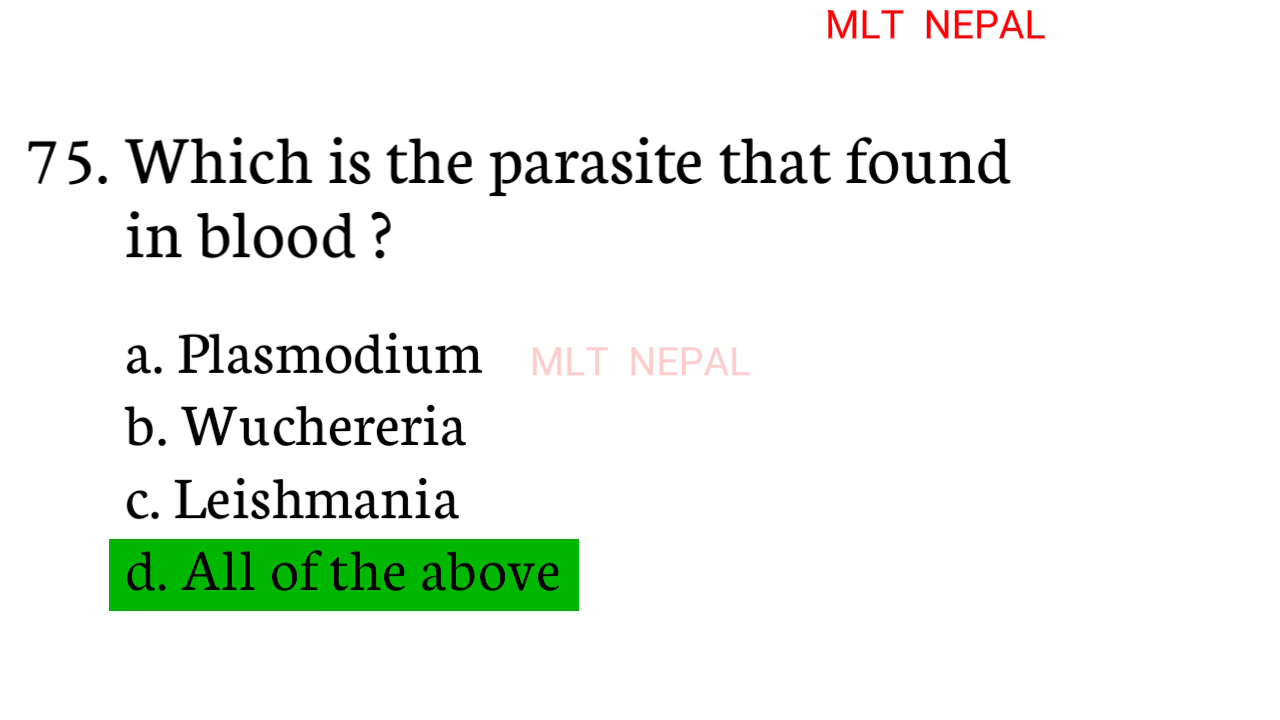 MLT NEPAL
75. Which is the parasite that found
in blood ?
a. Plasmodium
MLT NEPAL
b. Wuchereria
c. Leishmania
d. All of the above